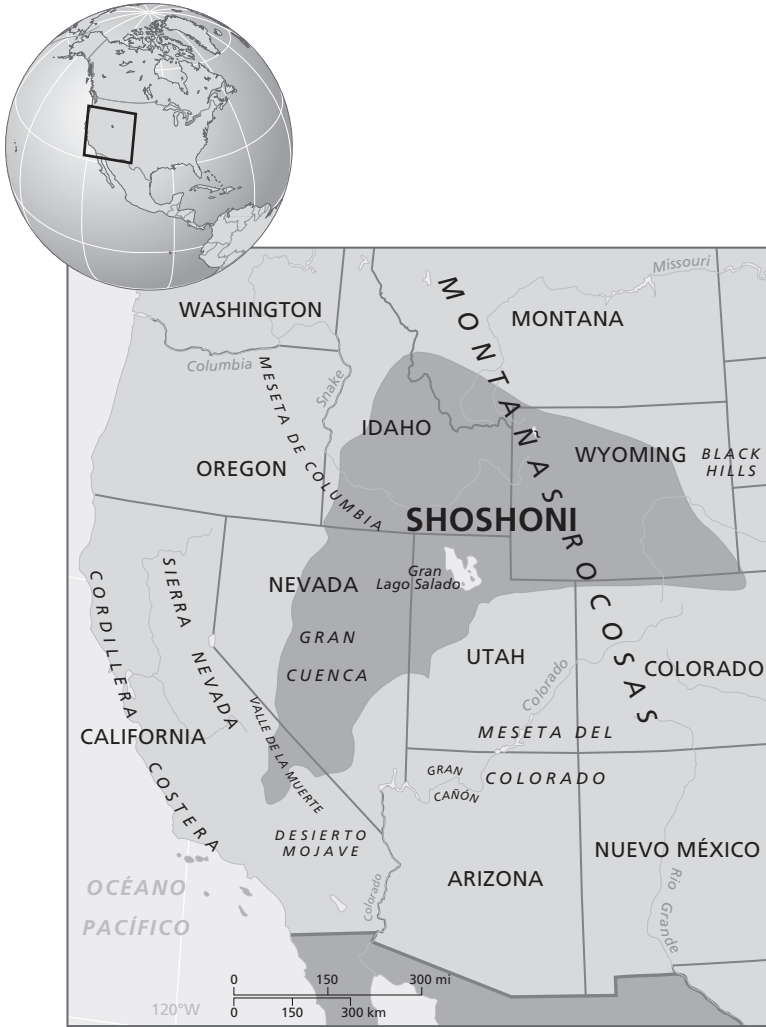 Missouri
WASHINGTON
MONTANA
MONTAÑAS ROCOSAS
Columbia
MESETA DE COLUMBIA
Snake
IDAHO
WYOMING
BLACK
HILLS
OREGON
SHOSHONI
Gran
Lago Salado
NEVADA
GRAN
CUENCA
SIERRA NEVADA
CORDILLERA COSTERA
UTAH
Colorado
COLORADO
CALIFORNIA
VALLE DE LA MUERTE
MESETA DEL
COLORADO
GRAN
CAÑÓN
DESIERTO
MOJAVE
NUEVO MÉXICO
ARIZONA
Colorado
Río Grande
OCÉANO
PACÍFICO
0 150 300 mi
0 150 300 km
120°W